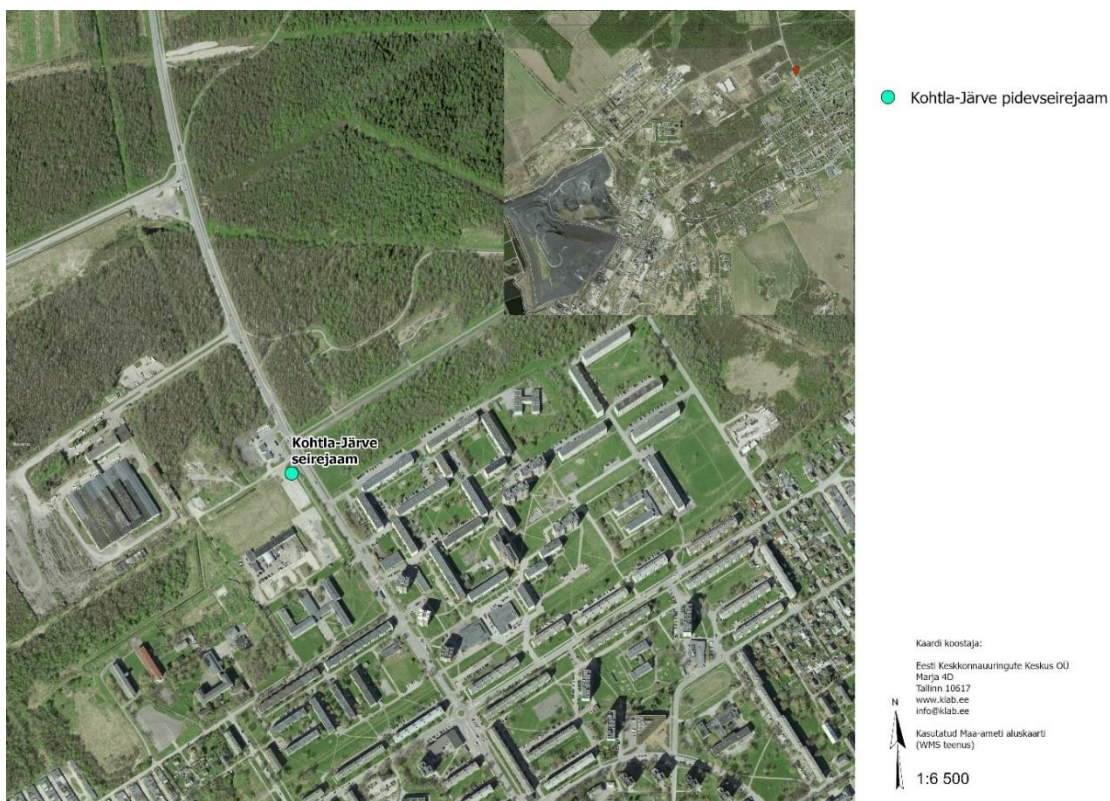 Kohtla-Järve pidevseirejaam
Kohtla-Järve
seirejaam
Kaardi koostaja:
Eesti Keskkonnauuringute Keskus OÜ
Marja 4D
Tallinn 10617
www.klab.ee
info@klab.ee
Kasutatud Maa-ameti aluskaarti
(WMS teenus)
N
1:6 500